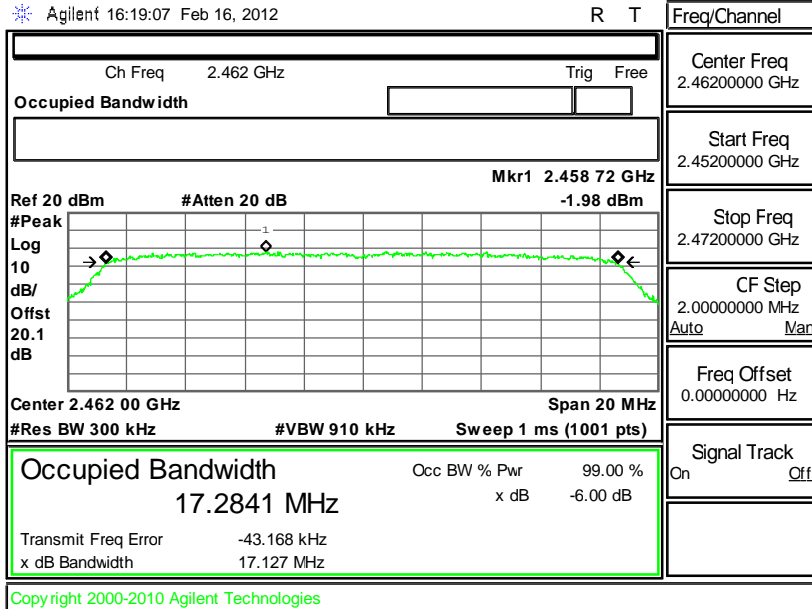 Agilent 16:19:07 Feb 16, 2012 R T
Freq/Channel
Ch Freq 2.462 GHz Trig Free
Occupied Bandwidth
Center Freq
2.46200000 GHz
Start Freq
2.45200000 GHz
Stop Freq
2.47200000 GHz
CF Step
2.00000000 MHz
Auto Man
Freq Offset
0.00000000 Hz
Signal Track
On Off
Mkr1 2.458 72 GHz
Ref 20 dBm #Atten 20 dB -1.98 dBm
#Peak
Log
10
dB/
Offst
20.1
dB
1
Center 2.462 00 GHz Span 20 MHz
#Res BW 300 kHz #VBW 910 kHz Sweep 1 ms (1001 pts)
Occupied Bandwidth Occ BW % Pwr 99.00 %
17.2841 MHz x dB -6.00 dB
Transmit Freq Error -43.168 kHz
x dB Bandwidth 17.127 MHz
Copyright 2000-2010 Agilent Technologies